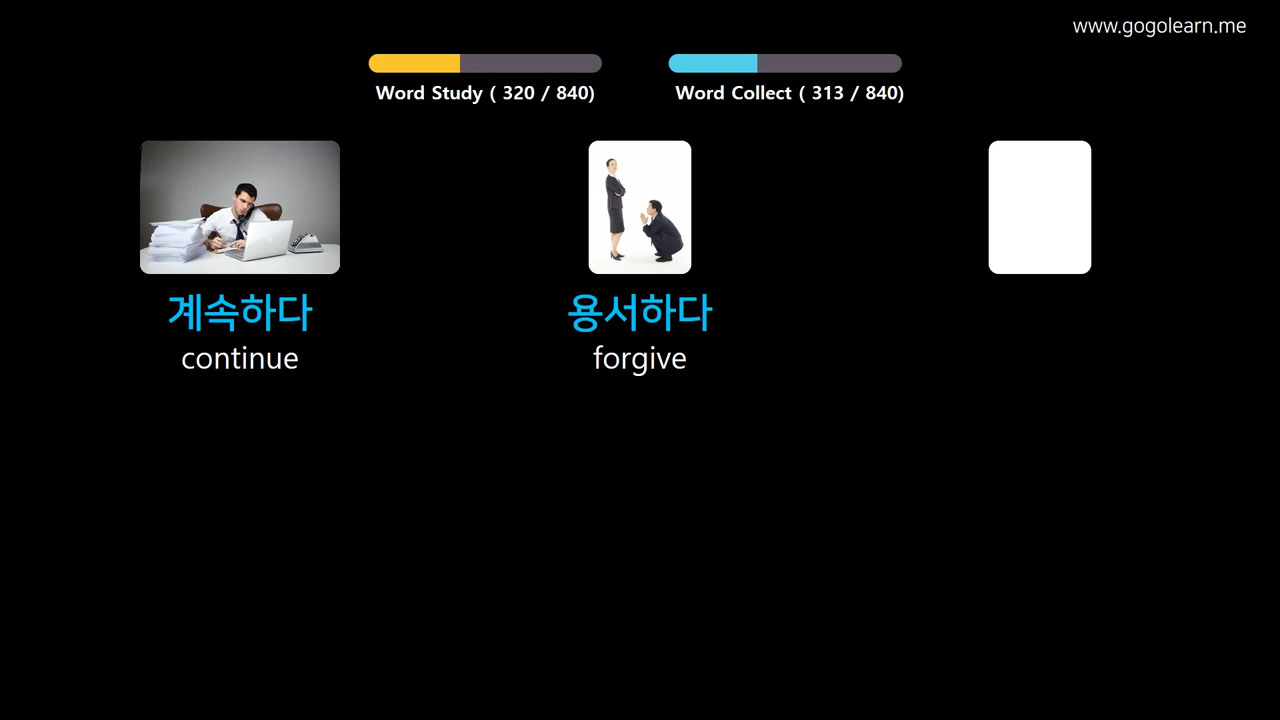 www.gogolearn.me
Word Study ( 320 / 840)
Word Collect ( 313 / 840)
계속하다
continue
용서하다
forgive